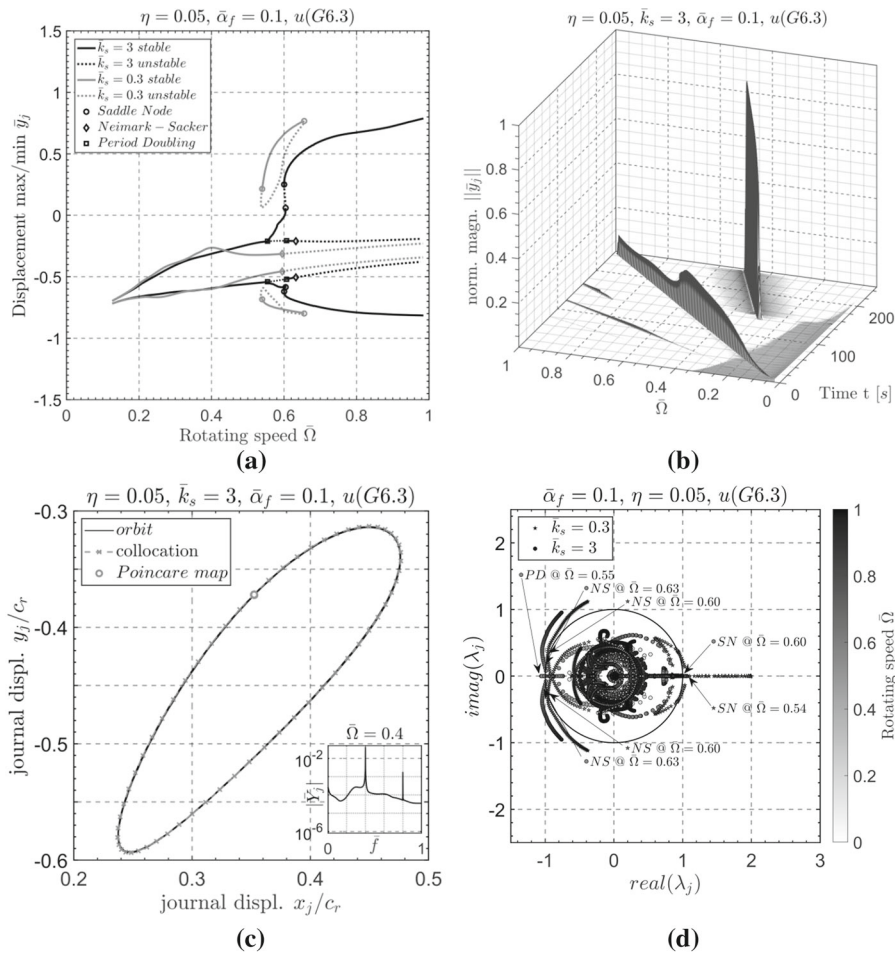 η = 0.05, ᾱ_f = 0.1, u(G6.3)
k̄_s = 3 stable
k̄_s = 3 unstable
k̄_s = 0.3 stable
k̄_s = 0.3 unstable
Saddle Node
Neimark – Sacker
Period Doubling
Displacement max/min ȳ_j
1.5
1
0.5
0
-0.5
-1
-1.5
0 0.2 0.4 0.6 0.8 1
Rotating speed Ω̄
(a)
η = 0.05, k̄_s = 3, ᾱ_f = 0.1, u(G6.3)
norm. magn. ||ȳ_j||
1
0.8
0.6
0.4
0.2
1 0.8 0.6 0.4 0.2 0
Ω̄
0 100 200
Time t [s]
(b)
η = 0.05, k̄_s = 3, ᾱ_f = 0.1, u(G6.3)
orbit
collocation
Poincare map
journal displ. y_j/c_r
-0.3
-0.4
-0.5
-0.6
0.2 0.3 0.4 0.5
journal displ. x_j/c_r
Ω̄ = 0.4
||Ȳ_j||
10^-2
10^-6
0 f̄ 1
(c)
ᾱ_f = 0.1, η = 0.05, u(G6.3)
k̄_s = 0.3
k̄_s = 3
PD @ Ω̄ = 0.55
NS @ Ω̄ = 0.63
NS @ Ω̄ = 0.60
SN @ Ω̄ = 0.60
SN @ Ω̄ = 0.54
NS @ Ω̄ = 0.60
NS @ Ω̄ = 0.63
imag(λ_j)
2
1
0
-1
-2
-1 0 1 2 3
real(λ_j)
1
0.8
0.6
0.4
0.2
0
Rotating speed Ω̄
(d)